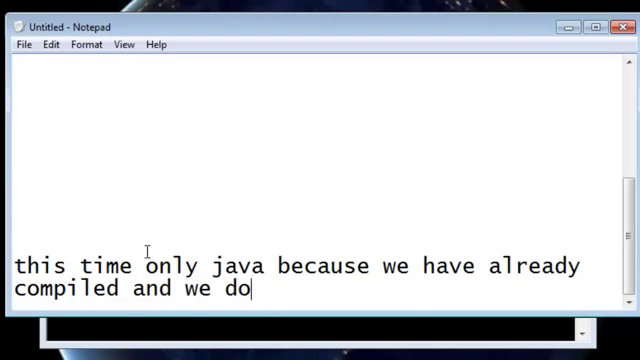 Untitled - Notepad
File Edit Format View Help
this time only java because we have already
compiled and we do